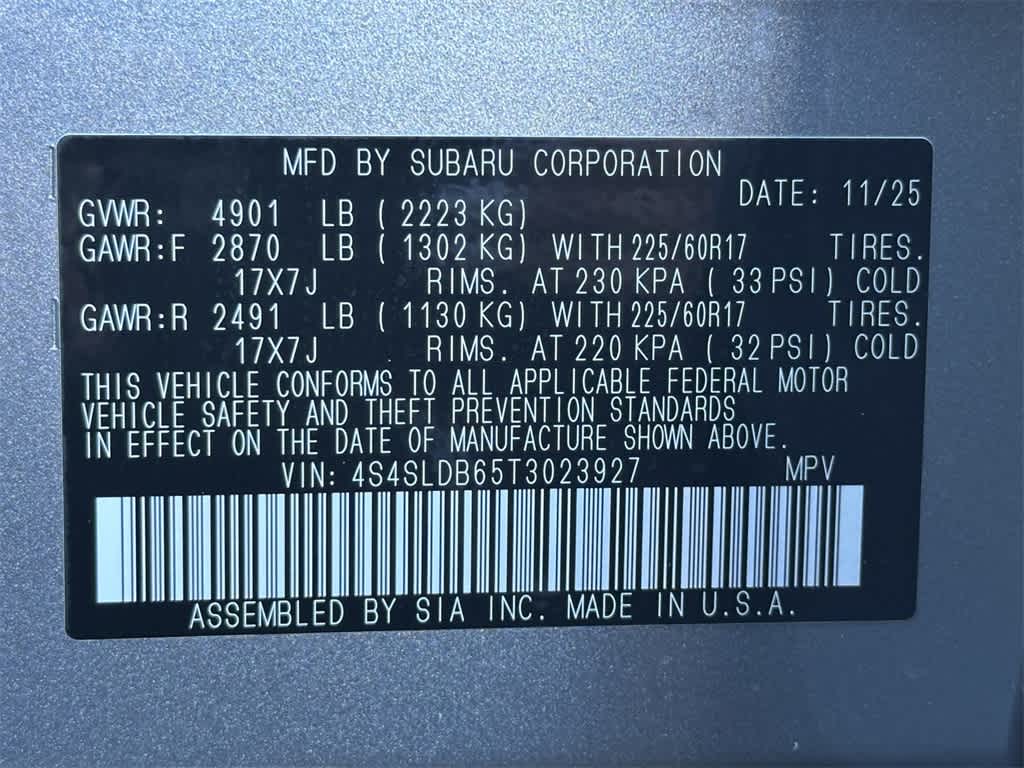 MFD BY SUBARU CORPORATION
DATE: 11/25
GVWR: 4901 LB ( 2223 KG)
GAWR:F 2870 LB ( 1302 KG) WITH 225/60R17 TIRES.
17X7J RIMS. AT 230 KPA ( 33 PSI) COLD
GAWR:R 2491 LB ( 1130 KG) WITH 225/60R17 TIRES.
17X7J RIMS. AT 220 KPA ( 32 PSI) COLD
THIS VEHICLE CONFORMS TO ALL APPLICABLE FEDERAL MOTOR
VEHICLE SAFETY AND THEFT PREVENTION STANDARDS
IN EFFECT ON THE DATE OF MANUFACTURE SHOWN ABOVE.
VIN: 4S4SLDB65T3023927 MPV
ASSEMBLED BY SIA INC. MADE IN U.S.A.